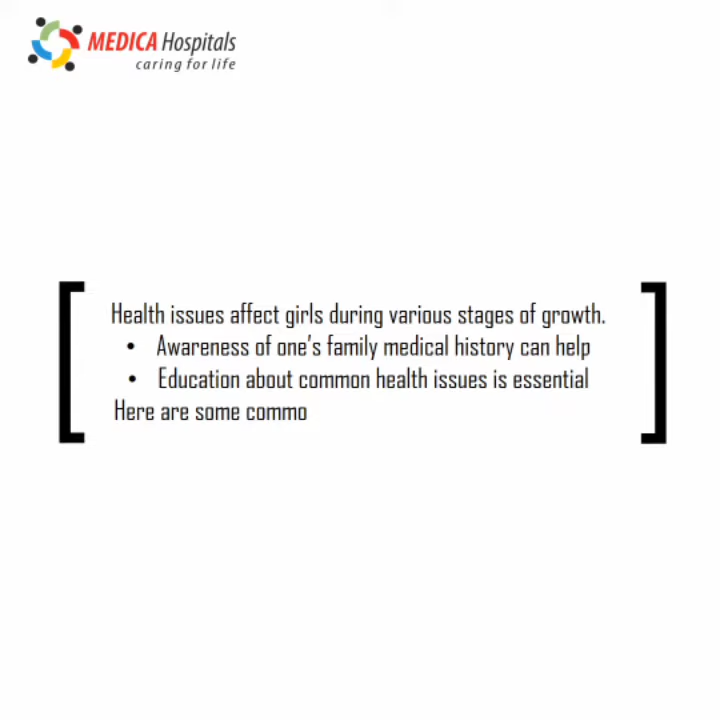 MEDICA Hospitals
caring for life
Health issues affect girls during various stages of growth.
• Awareness of one's family medical history can help
• Education about common health issues is essential
Here are some commo